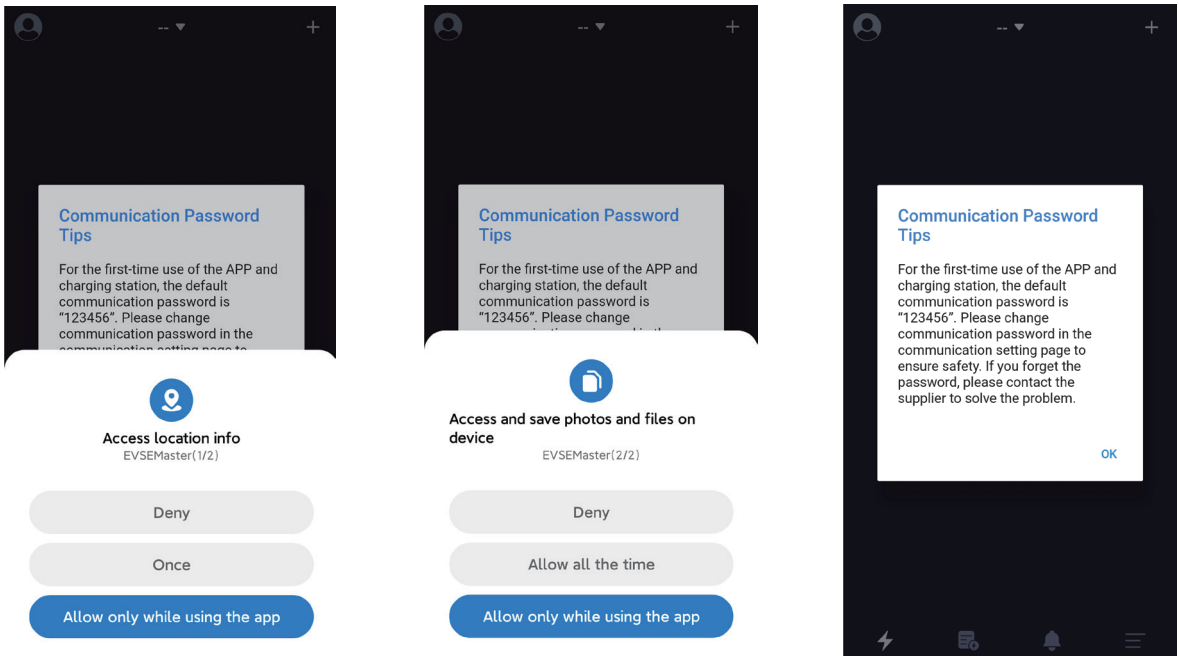 --
Communication Password
Tips
For the first-time use of the APP and
charging station, the default
communication password is
“123456”. Please change
communication password in the
communication setting page to
Access location info
EVSEMaster(1/2)
Deny
Once
Allow only while using the app
--
Communication Password
Tips
For the first-time use of the APP and
charging station, the default
communication password is
“123456”. Please change
Access and save photos and files on
device
EVSEMaster(2/2)
Deny
Allow all the time
Allow only while using the app
--
Communication Password
Tips
For the first-time use of the APP and
charging station, the default
communication password is
“123456”. Please change
communication password in the
communication setting page to
ensure safety. If you forget the
password, please contact the
supplier to solve the problem.
OK